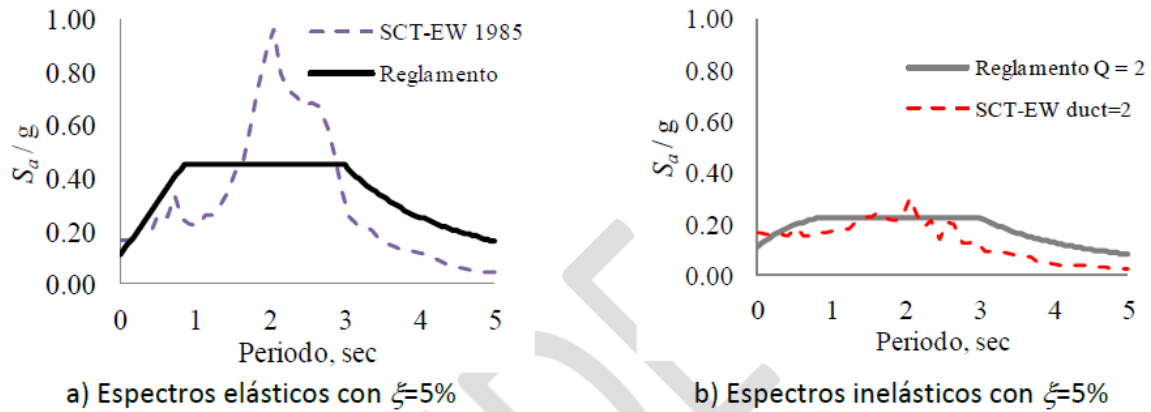 1.00
0.80
0.60
0.40
0.20
0.00
Sa / g
SCT-EW 1985
Reglamento
0 1 2 3 4 5
Periodo, sec
a) Espectros elásticos con ξ=5%
1.00
0.80
0.60
0.40
0.20
0.00
Sa / g
Reglamento Q = 2
SCT-EW duct=2
0 1 2 3 4 5
Periodo, sec
b) Espectros inelásticos con ξ=5%